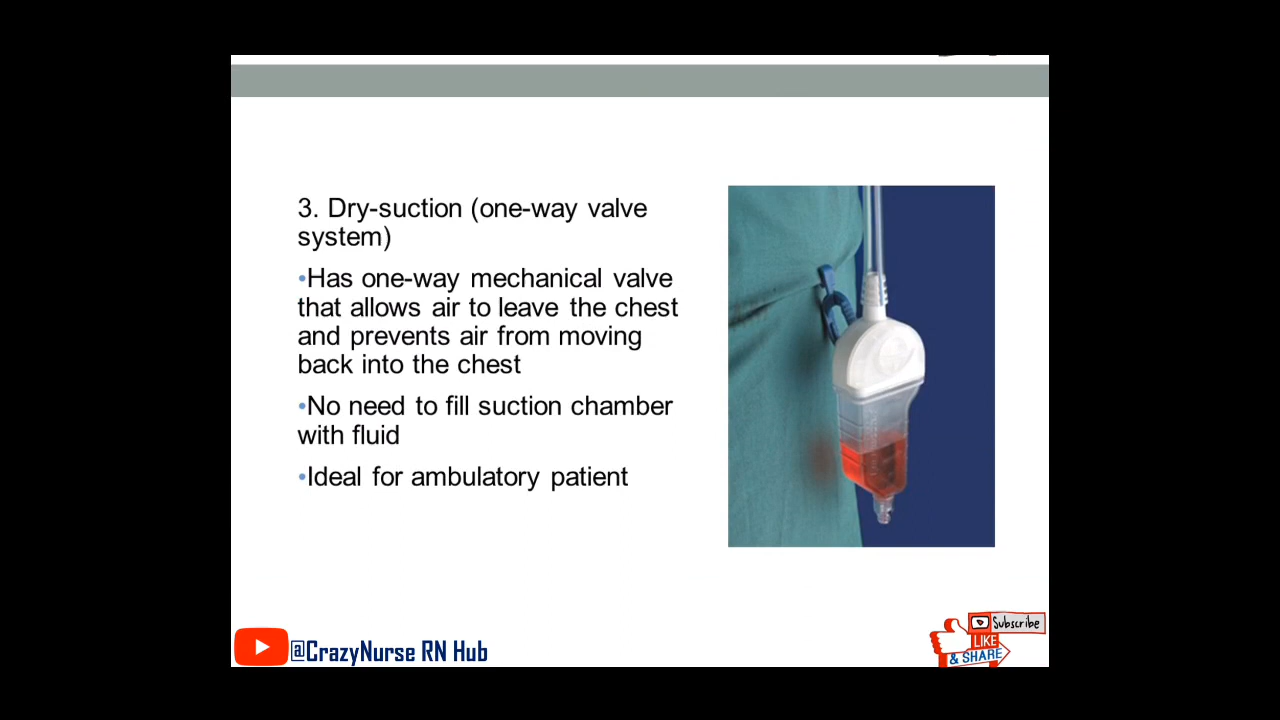 3. Dry-suction (one-way valve
system)
•Has one-way mechanical valve
that allows air to leave the chest
and prevents air from moving
back into the chest
•No need to fill suction chamber
with fluid
•Ideal for ambulatory patient
@CrazyNurse RN Hub
Subscribe
LIKE
& SHARE